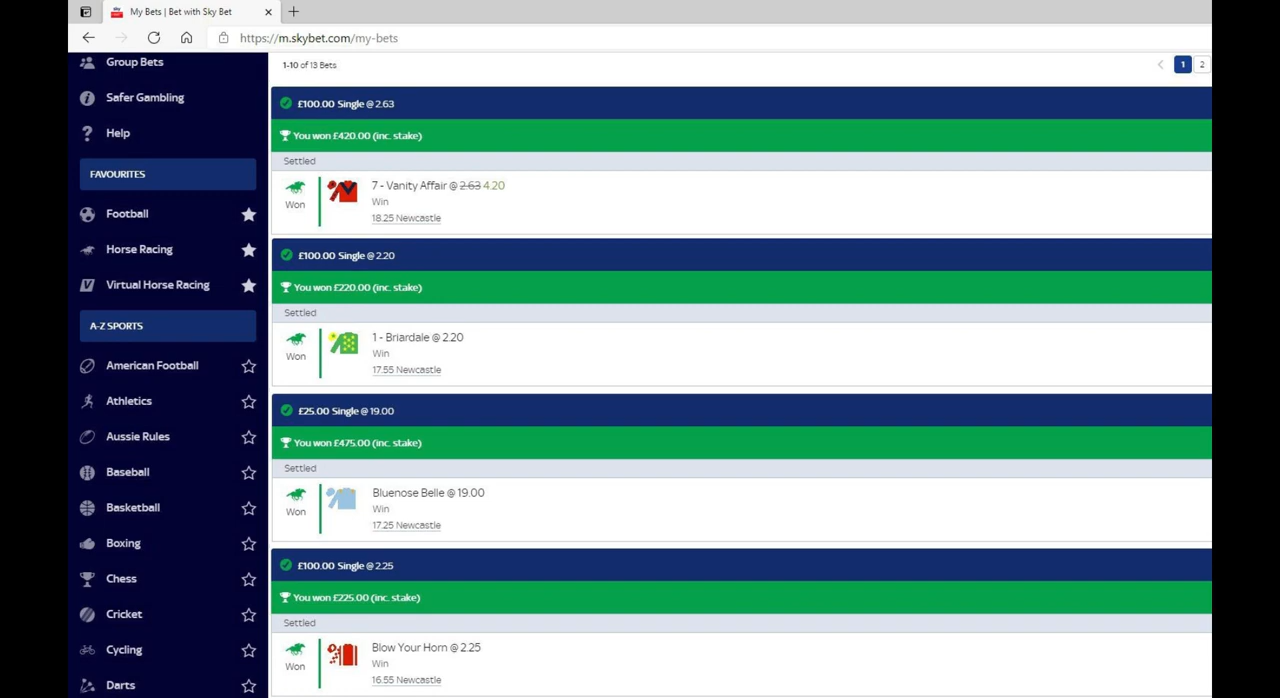 My Bets | Bet with Sky Bet
https://m.skybet.com/my-bets
Group Bets
Safer Gambling
Help
FAVOURITES
Football
Horse Racing
Virtual Horse Racing
A-Z SPORTS
American Football
Athletics
Aussie Rules
Baseball
Basketball
Boxing
Chess
Cricket
Cycling
Darts
1-10 of 13 Bets
1 2
£100.00 Single @ 2.63
You won £420.00 (inc. stake)
Settled
Won
7 - Vanity Affair @ 2.63 4.20
Win
18.25 Newcastle
£100.00 Single @ 2.20
You won £220.00 (inc. stake)
Settled
Won
1 - Briardale @ 2.20
Win
17.55 Newcastle
£25.00 Single @ 19.00
You won £475.00 (inc. stake)
Settled
Won
Bluenose Belle @ 19.00
Win
17.25 Newcastle
£100.00 Single @ 2.25
You won £225.00 (inc. stake)
Settled
Won
Blow Your Horn @ 2.25
Win
16.55 Newcastle